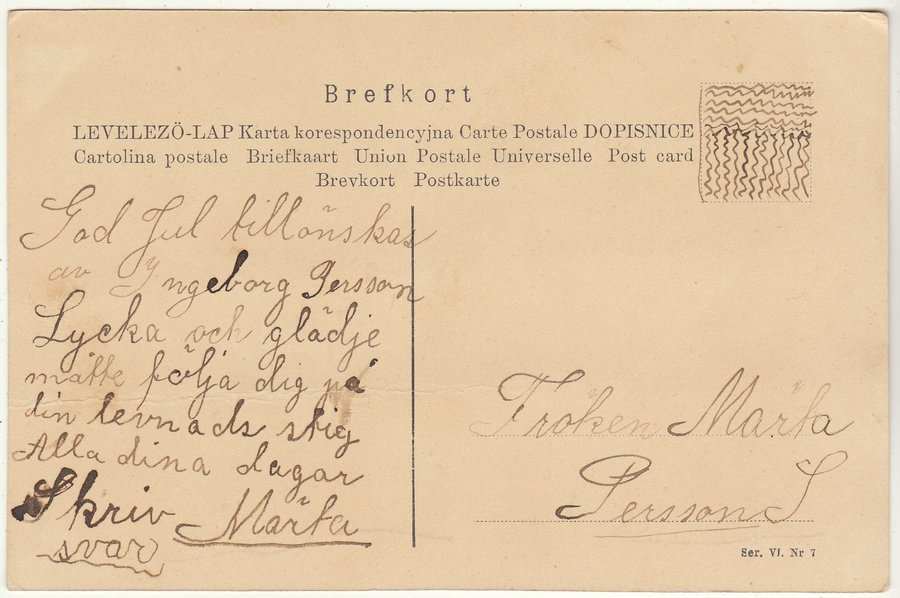 Brefkort
LEVELEZÖ-LAP Karta korespondencyjna Carte Postale DOPISNICE
Cartolina postale Briefkaart Union Postale Universelle Post card
Brevkort Postkarte
God Jul tillönskas
av Ingeborg Persson
Lycka och glädje
måtte följa dig på
din levnads stig
Alla dina dagar
Skriv Märta
svar
Fröken Märta
Persson S
Ser. VI. Nr 7